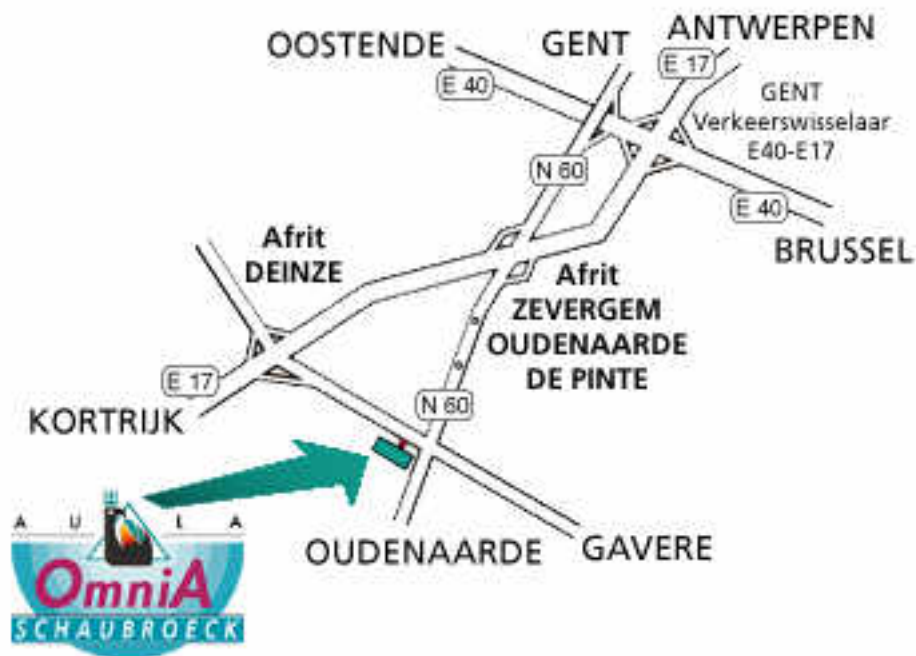 OOSTENDE
GENT
ANTWERPEN
E 17
E 40
GENT
Verkeerswisselaar
E40-E17
N 60
E 40
BRUSSEL
Afrit
DEINZE
Afrit
ZEVERGEM
OUDENAARDE
DE PINTE
E 17
N 60
KORTRIJK
OUDENAARDE
GAVERE
AULA
OmniA
SCHAUBROECK